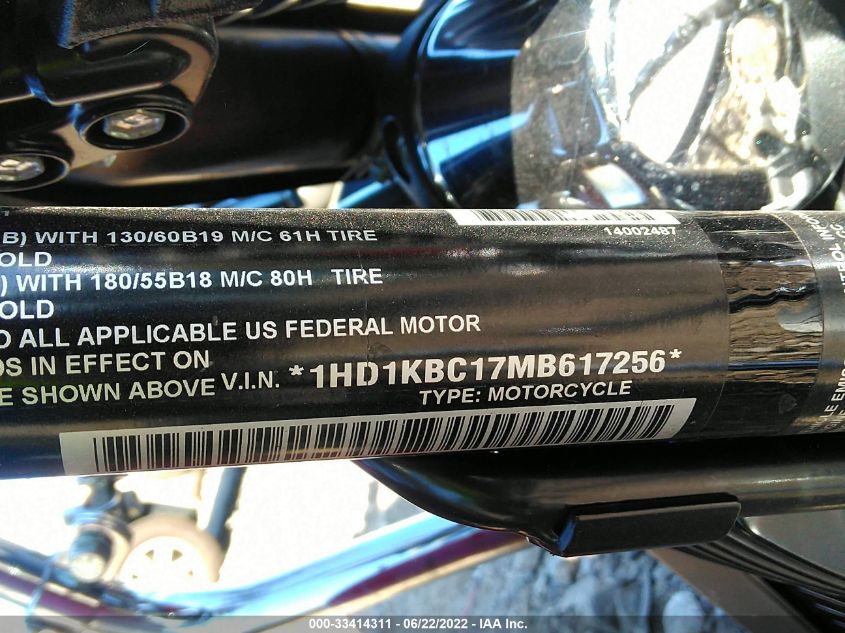 B) WITH 130/60B19 M/C 61H TIRE
OLD
) WITH 180/55B18 M/C 80H TIRE
OLD
O ALL APPLICABLE US FEDERAL MOTOR
DS IN EFFECT ON
E SHOWN ABOVE V.I.N. *1HD1KBC17MB617256*
TYPE: MOTORCYCLE
14002487
000-33414311 - 06/22/2022 - IAA Inc.